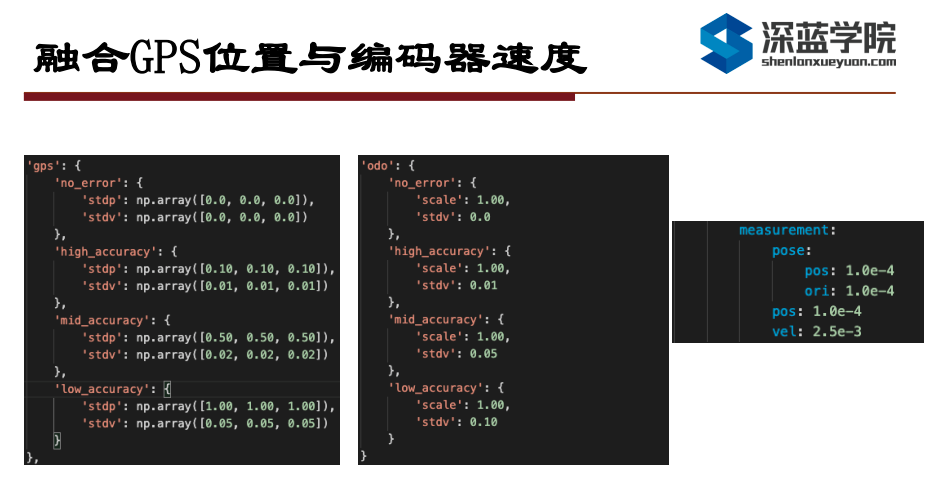 融合GPS位置与编码器速度
深蓝学院
shenlanxueyuan.com
'gps': {
    'no_error': {
        'stdp': np.array([0.0, 0.0, 0.0]),
        'stdv': np.array([0.0, 0.0, 0.0])
    },
    'high_accuracy': {
        'stdp': np.array([0.10, 0.10, 0.10]),
        'stdv': np.array([0.01, 0.01, 0.01])
    },
    'mid_accuracy': {
        'stdp': np.array([0.50, 0.50, 0.50]),
        'stdv': np.array([0.02, 0.02, 0.02])
    },
    'low_accuracy': {
        'stdp': np.array([1.00, 1.00, 1.00]),
        'stdv': np.array([0.05, 0.05, 0.05])
    }
},
'odo': {
    'no_error': {
        'scale': 1.00,
        'stdv': 0.0
    },
    'high_accuracy': {
        'scale': 1.00,
        'stdv': 0.01
    },
    'mid_accuracy': {
        'scale': 1.00,
        'stdv': 0.05
    },
    'low_accuracy': {
        'scale': 1.00,
        'stdv': 0.10
    }
}
measurement:
    pose:
        pos: 1.0e-4
        ori: 1.0e-4
    pos: 1.0e-4
    vel: 2.5e-3